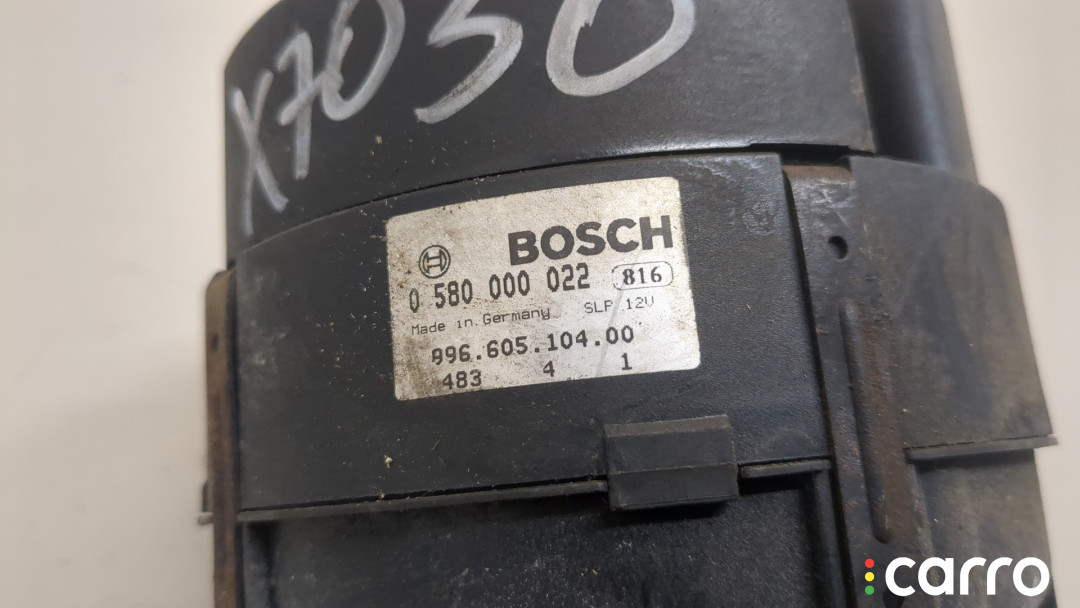 X7050
BOSCH
0 580 000 022 816
Made in Germany SLP 12V
996.605.104.00
483 4 1
carro